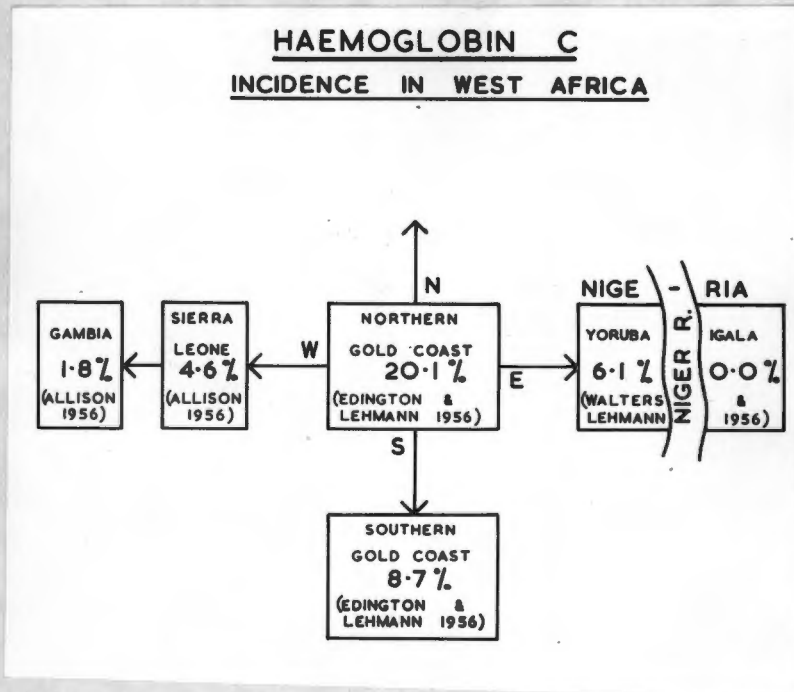 HAEMOGLOBIN C
INCIDENCE IN WEST AFRICA
N
NIGE - RIA
GAMBIA
1·8%
(ALLISON
1956)
SIERRA
LEONE
4·6%
(ALLISON
1956)
W
NORTHERN
GOLD COAST
20·1%
(EDINGTON &
LEHMANN 1956)
E
YORUBA
6·1%
(WALTERS
LEHMANN
NIGER R.
IGALA
0·0%
&
1956)
S
SOUTHERN
GOLD COAST
8·7%
(EDINGTON &
LEHMANN 1956)